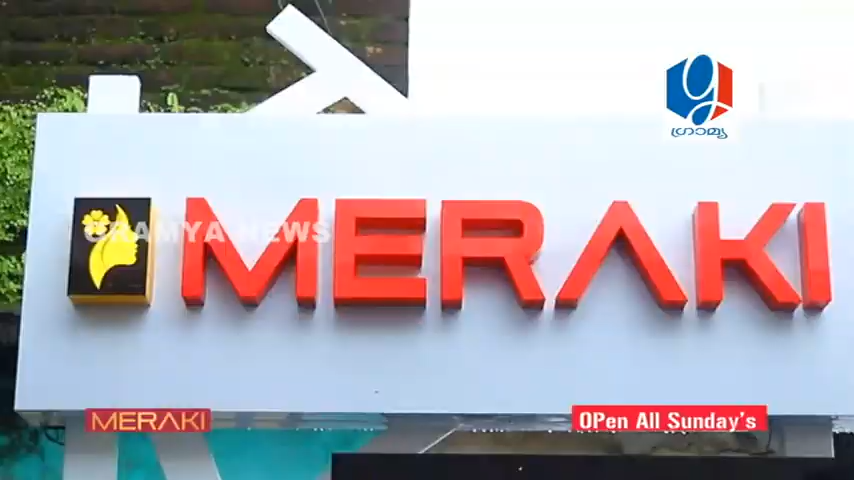 ഗ്രാമ്യ
GRAMYA NEWS
MERAKI
MERAKI
OPen All Sunday's